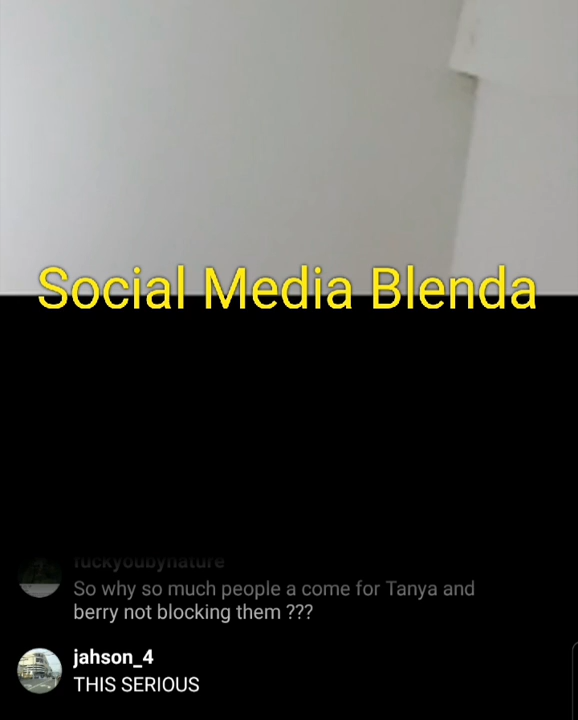 Social Media Blenda
fuckyoubynature
So why so much people a come for Tanya and
berry not blocking them ???
jahson_4
THIS SERIOUS